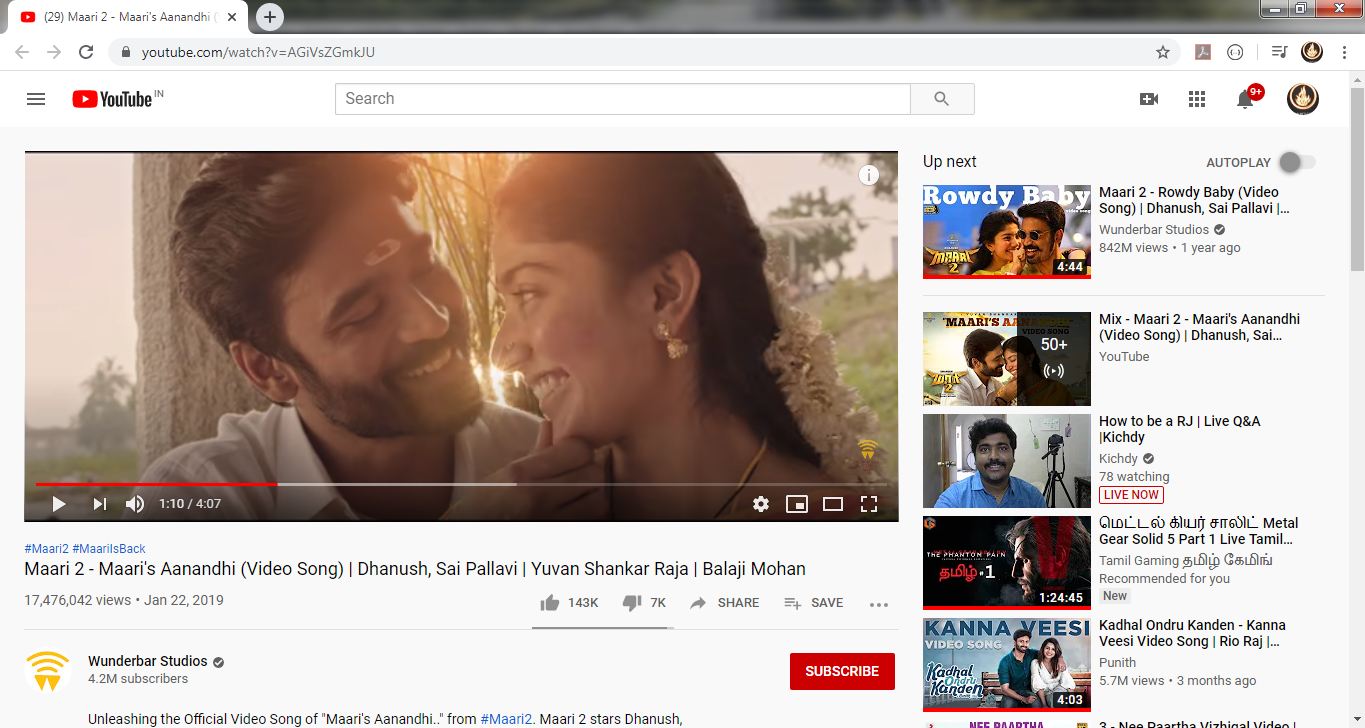 (29) Maari 2 - Maari's Aanandhi (
youtube.com/watch?v=AGiVsZGmkJU
YouTube IN
Search
9+
1:10 / 4:07
#Maari2 #MaariIsBack
Maari 2 - Maari's Aanandhi (Video Song) | Dhanush, Sai Pallavi | Yuvan Shankar Raja | Balaji Mohan
17,476,042 views • Jan 22, 2019
143K
7K
SHARE
SAVE
Wunderbar Studios
4.2M subscribers
SUBSCRIBE
Unleashing the Official Video Song of "Maari's Aanandhi.." from #Maari2. Maari 2 stars Dhanush,
Up next
AUTOPLAY
Rowdy Baby
video song
மாரி 2
4:44
Maari 2 - Rowdy Baby (Video
Song) | Dhanush, Sai Pallavi |...
Wunderbar Studios
842M views • 1 year ago
"MAARI'S AANANDHI"
VIDEO SONG
மாரி 2
50+
Mix - Maari 2 - Maari's Aanandhi
(Video Song) | Dhanush, Sai...
YouTube
How to be a RJ | Live Q&A
|Kichdy
Kichdy
78 watching
LIVE NOW
THE PHANTOM PAIN
தமிழ் #1
1:24:45
மெட்டல் கியர் சாலிட் Metal
Gear Solid 5 Part 1 Live Tamil...
Tamil Gaming தமிழ் கேமிங்
Recommended for you
New
KANNA VEESI
VIDEO SONG
Kadhal
Ondru
Kanden
4:03
Kadhal Ondru Kanden - Kanna
Veesi Video Song | Rio Raj |...
Punith
5.7M views • 3 months ago
NEE PAARTHA
3 - Nee Paartha Vizhigal Video |